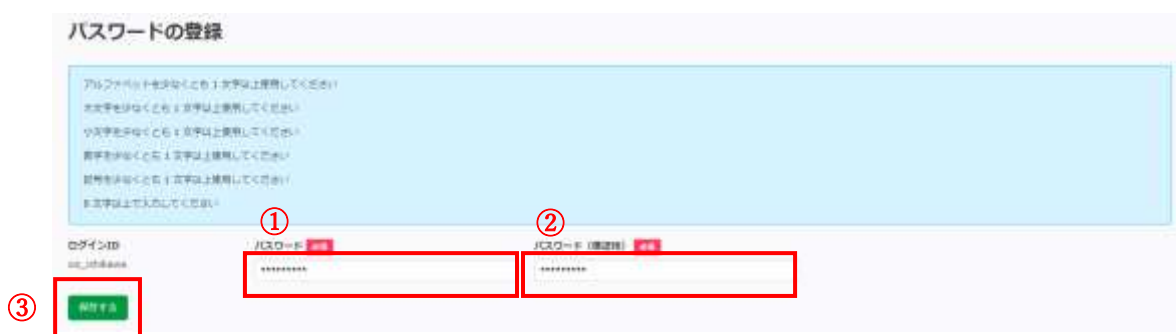 パスワードの登録
アルファベットを少なくとも1文字以上使用してください
大文字を少なくとも1文字以上使用してください
小文字を少なくとも1文字以上使用してください
数字を少なくとも1文字以上使用してください
記号を少なくとも1文字以上使用してください
8文字以上で入力してください
① ②
ログインID パスワード 必須 パスワード（確認用） 必須
********* *********
③ 保存する